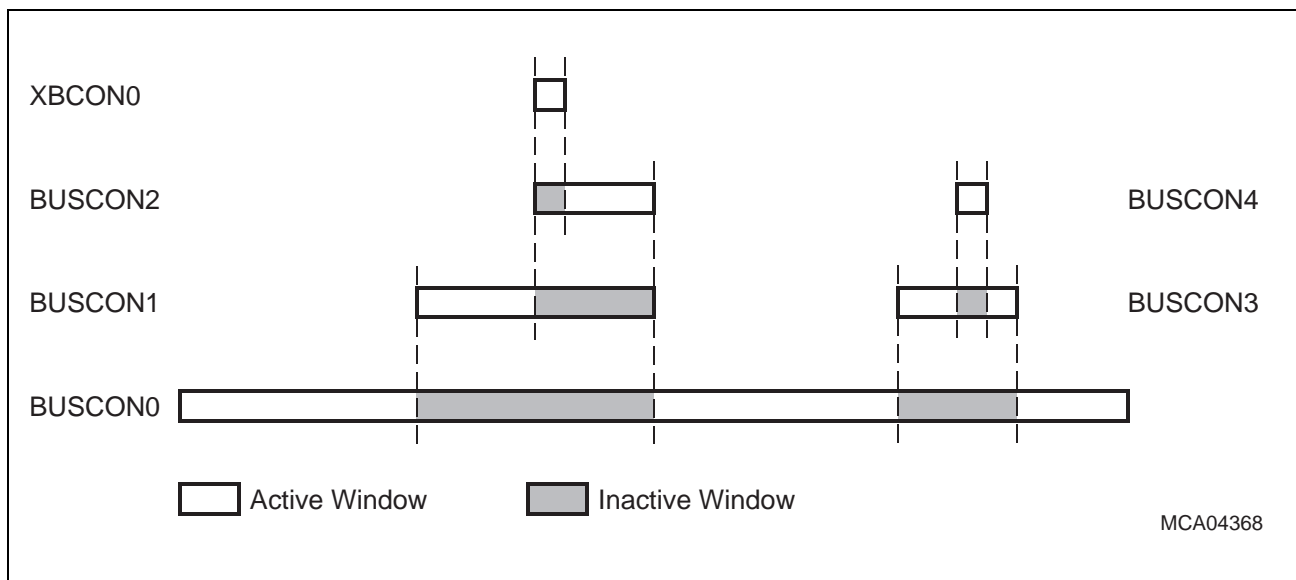 XBCON0
BUSCON2
BUSCON4
BUSCON1
BUSCON3
BUSCON0
Active Window
Inactive Window
MCA04368